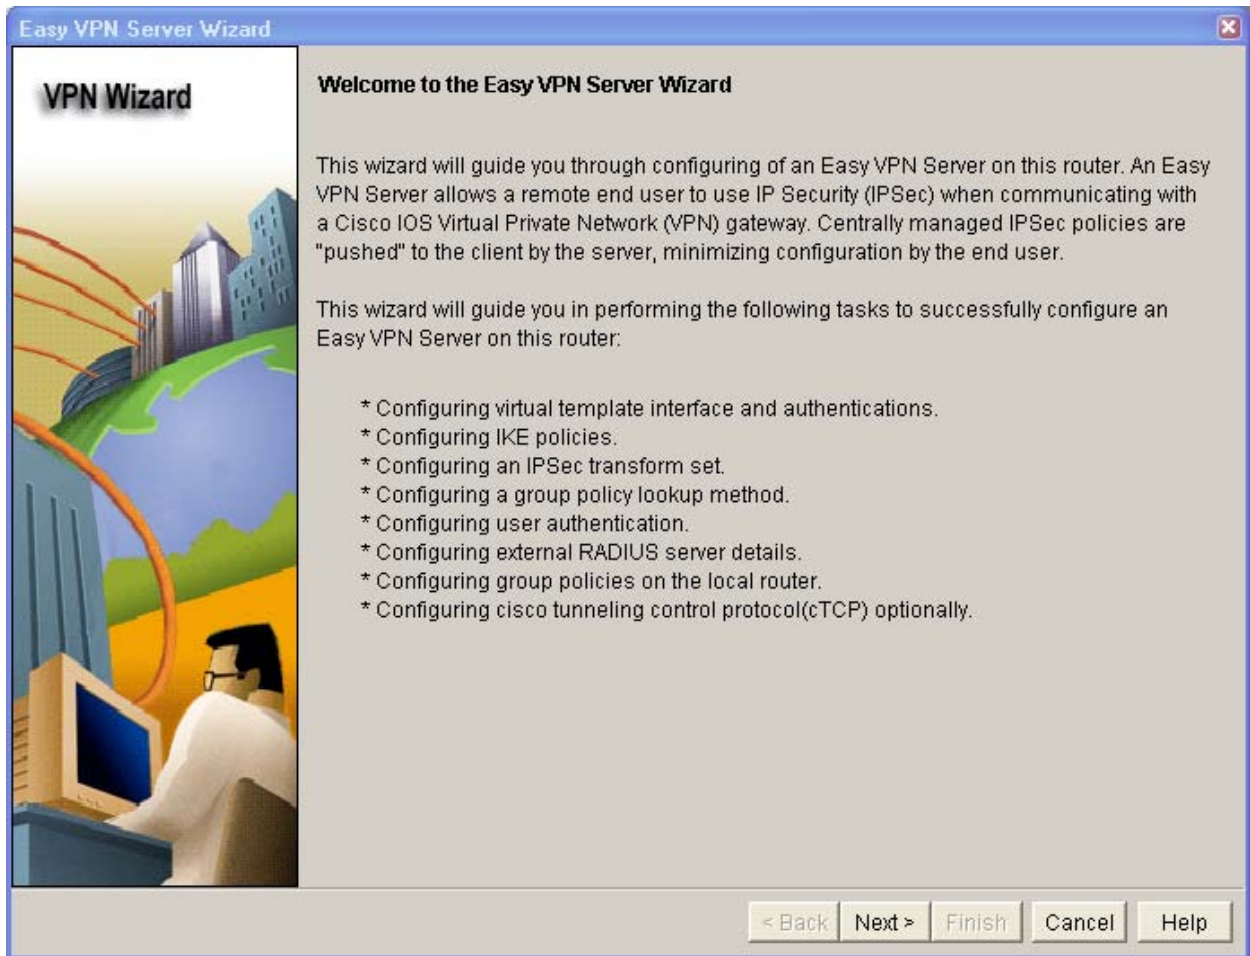 Easy VPN Server Wizard
VPN Wizard
Welcome to the Easy VPN Server Wizard
This wizard will guide you through configuring of an Easy VPN Server on this router. An Easy
VPN Server allows a remote end user to use IP Security (IPSec) when communicating with
a Cisco IOS Virtual Private Network (VPN) gateway. Centrally managed IPSec policies are
"pushed" to the client by the server, minimizing configuration by the end user.
This wizard will guide you in performing the following tasks to successfully configure an
Easy VPN Server on this router:
* Configuring virtual template interface and authentications.
* Configuring IKE policies.
* Configuring an IPSec transform set.
* Configuring a group policy lookup method.
* Configuring user authentication.
* Configuring external RADIUS server details.
* Configuring group policies on the local router.
* Configuring cisco tunneling control protocol(cTCP) optionally.
< Back Next > Finish Cancel Help